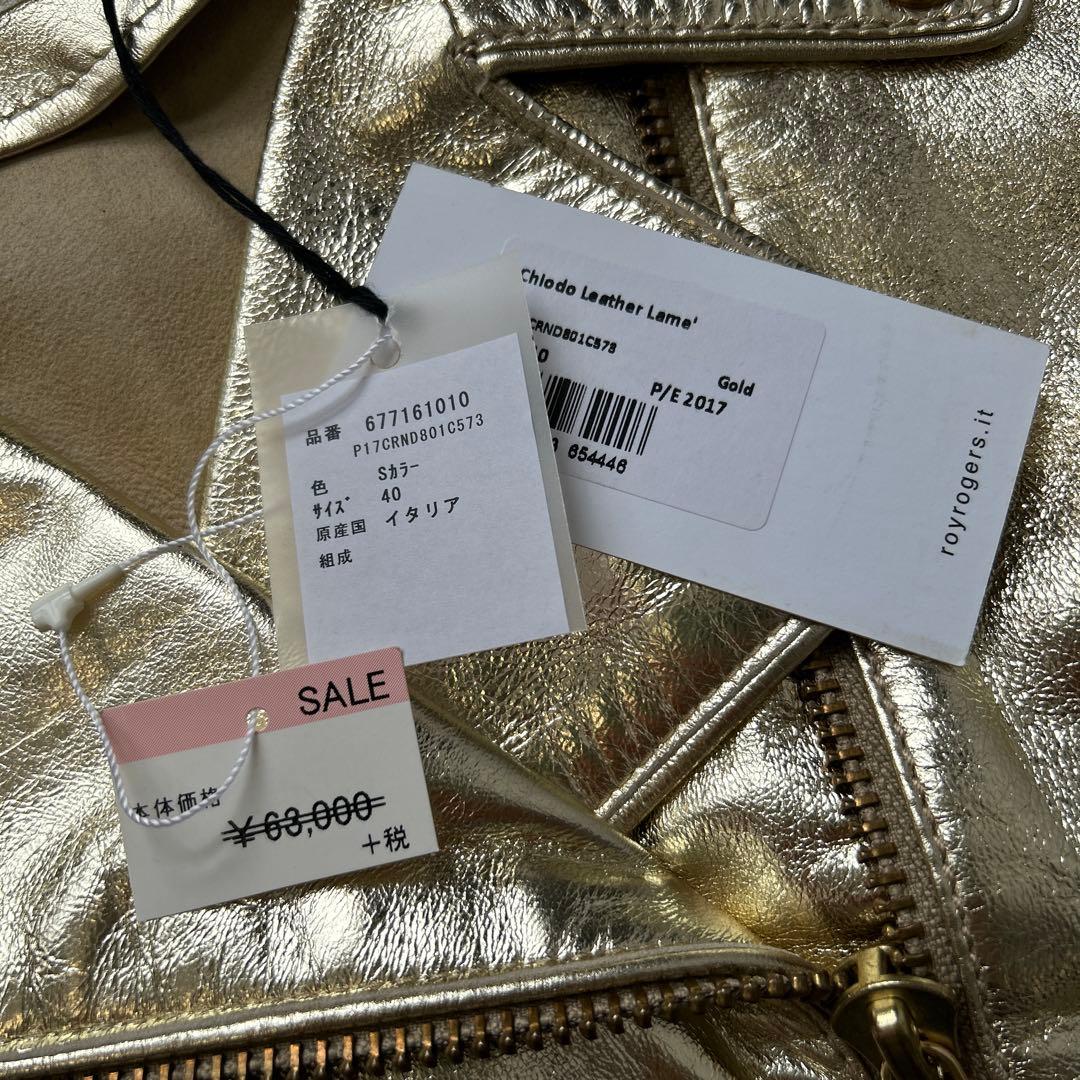 Chiodo Leather Lame'
CRND801C573
Gold
P/E 2017
654446
royrogers.it
品番 677161010
P17CRND801C573
色 Sｶﾗｰ
ｻｲｽﾞ 40
原産国 イタリア
組成
SALE
本体価格
￥63,000
+税